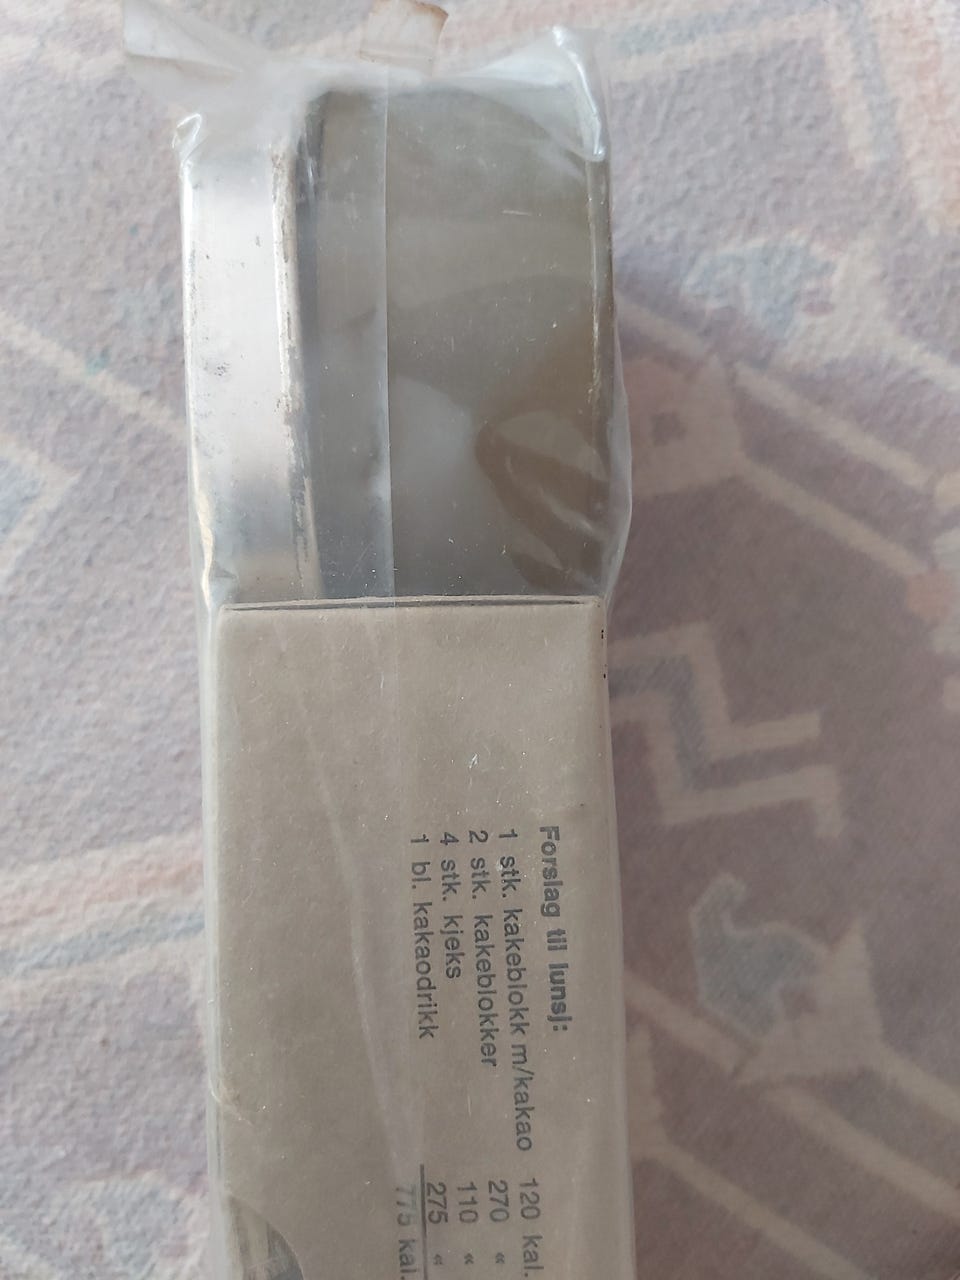 Forslag til lunsj:
1 stk. kakeblokk m/kakao 120 kal.
2 stk. kakeblokker 270 «
4 stk. kjeks 110 «
1 bl. kakaodrikk 275 «
775 kal.